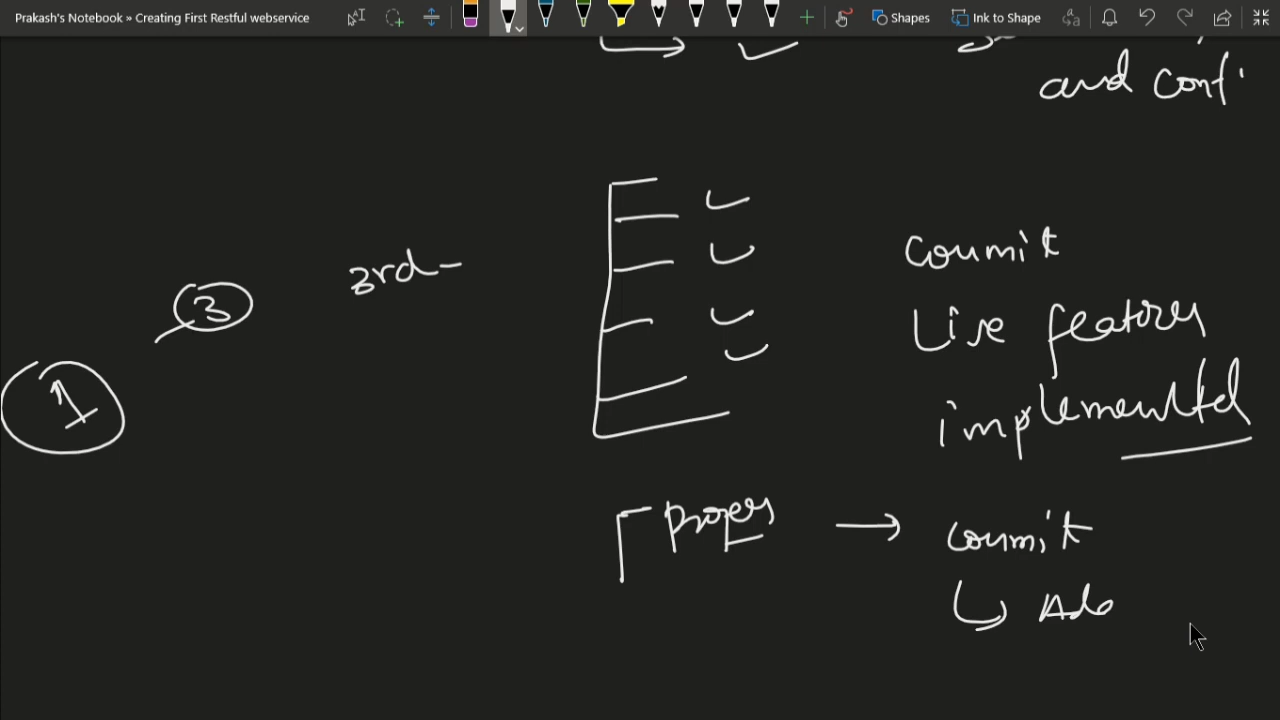 Prakash's Notebook » Creating First Restful webservice
Shapes
Ink to Shape
and conf
3rd-
3
1
commit
Live features
implemented
commit
Ado